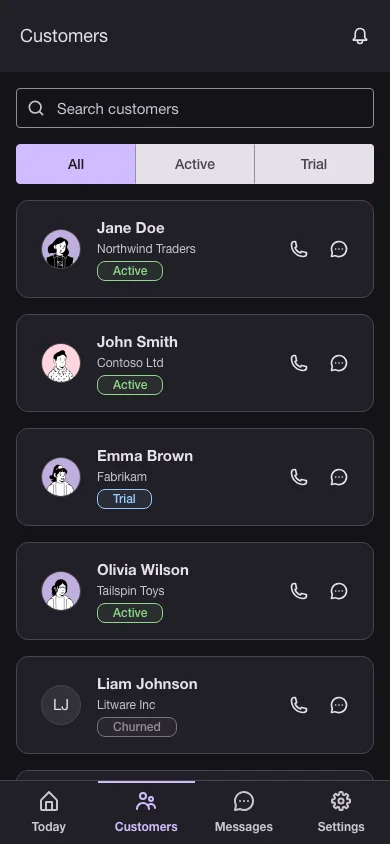 Customers
Search customers
All
Active
Trial
Jane Doe
Northwind Traders
Active
John Smith
Contoso Ltd
Active
Emma Brown
Fabrikam
Trial
Olivia Wilson
Tailspin Toys
Active
LJ
Liam Johnson
Litware Inc
Churned
Today
Customers
Messages
Settings